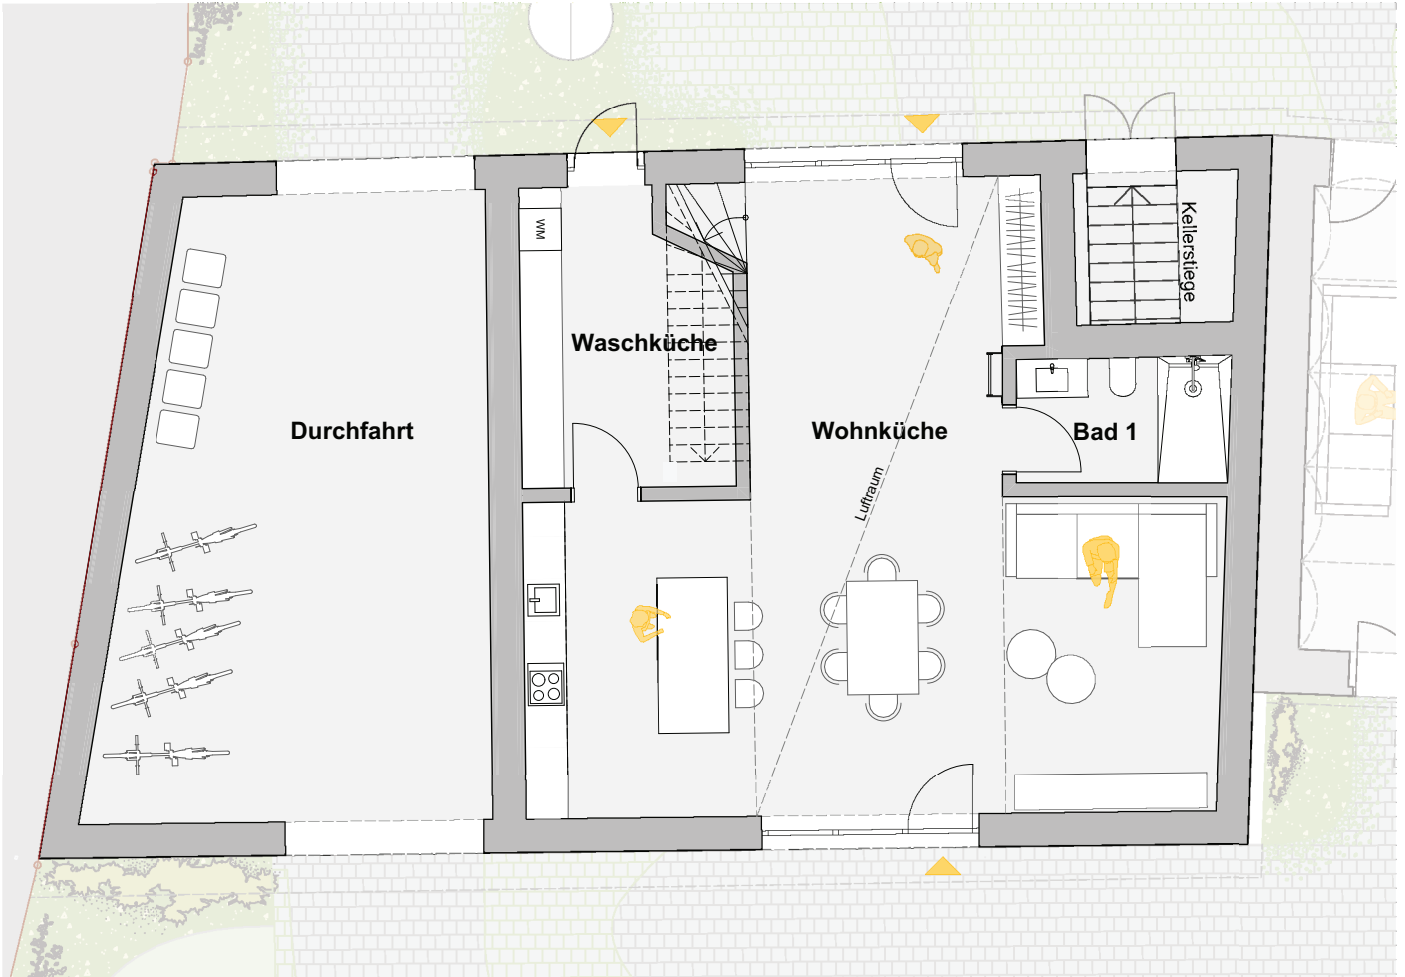 WM
Kellerstiege
Waschküche
Durchfahrt
Wohnküche
Bad 1
Luftraum